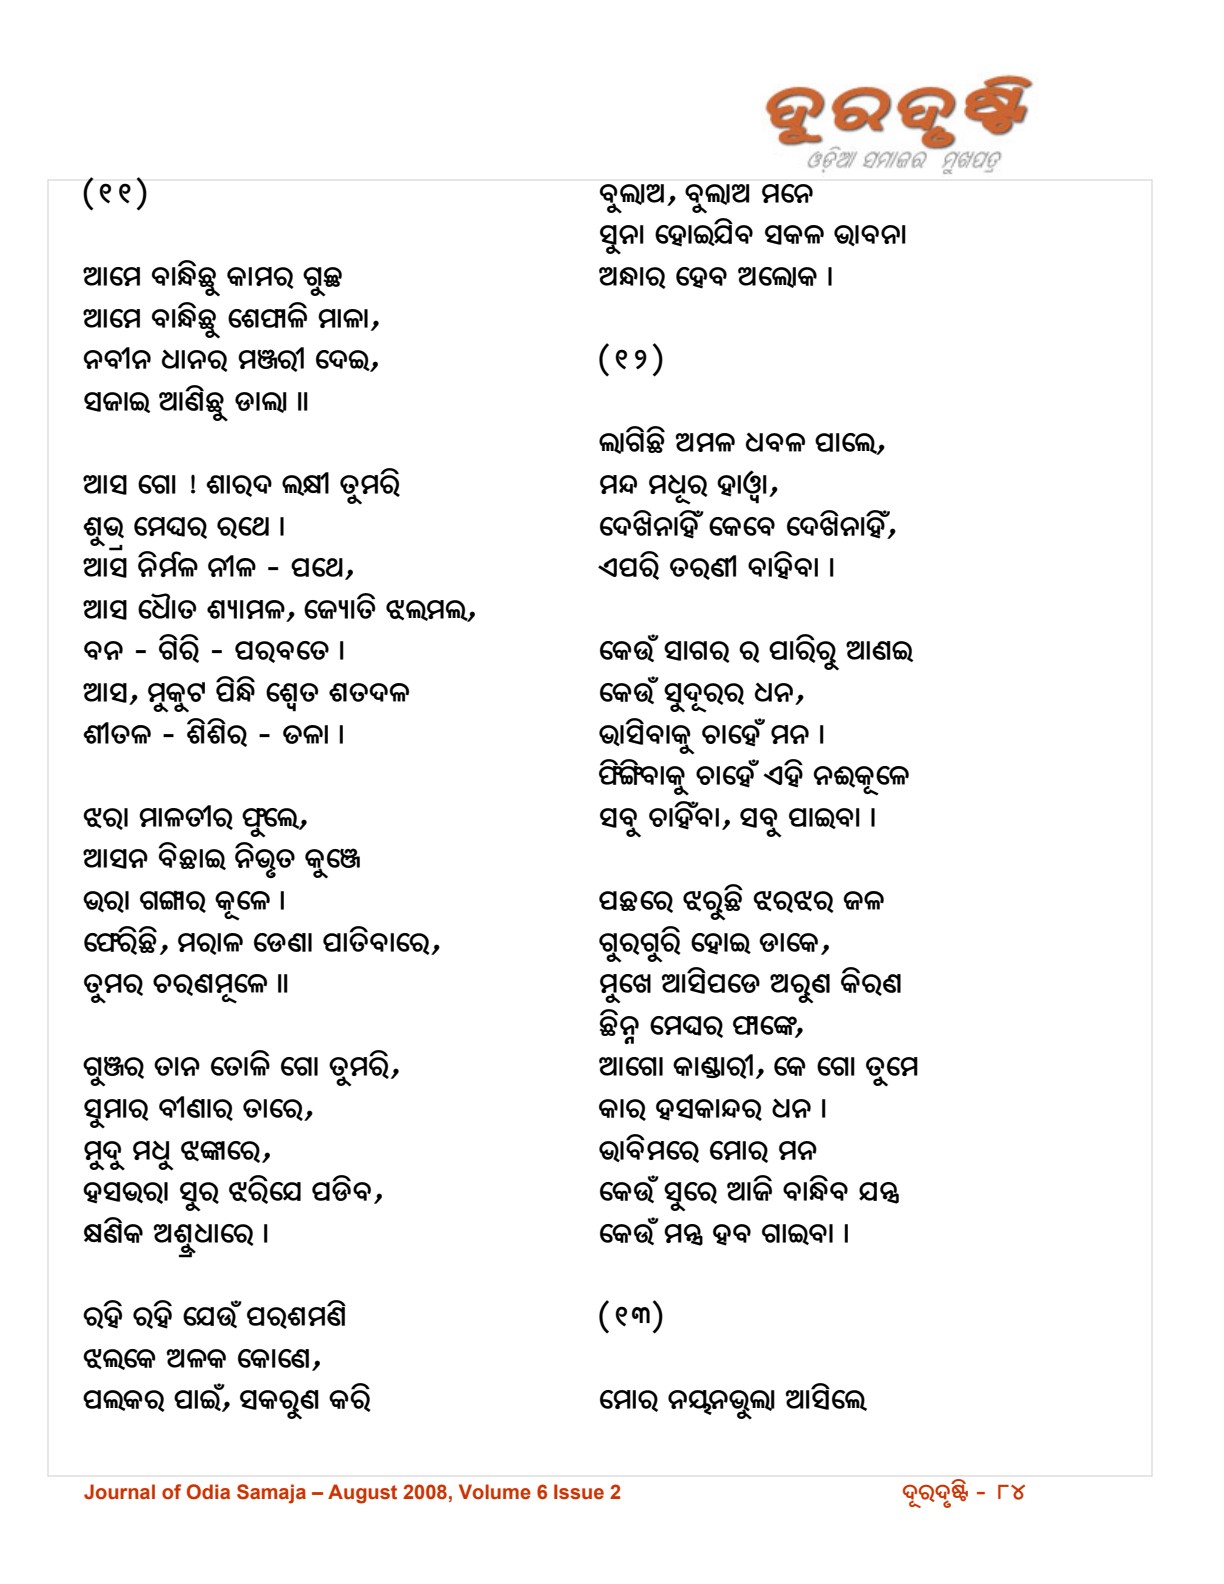 ଦୂରଦୃଷ୍ଟି
ଓଡ଼ିଆ ସମାଜର ମୁଖପତ୍ର
(୧୧)
ଆମେ ବାନ୍ଧିଛୁ କାମର ଗୁଚ୍ଛ
ଆମେ ବାନ୍ଧିଛୁ ଶେଫାଳି ମାଳା,
ନବୀନ ଧାନର ମଞ୍ଜରୀ ଦେଇ,
ସଜାଇ ଆଣିଛୁ ଡାଲା ॥
ଆସ ଗୋ ! ଶାରଦ ଲକ୍ଷୀ ତୁମରି
ଶୁଭ୍ର ମେଘର ରଥେ ।
ଆସ ନିର୍ମଳ ନୀଳ - ପଥେ,
ଆସ ଧୌତ ଶ୍ୟାମଳ, ଜ୍ୟୋତି ଝଲମଲ,
ବନ - ଗିରି - ପରବତେ ।
ଆସ, ମୁକୁଟ ପିନ୍ଧି ଶ୍ୱେତ ଶତଦଳ
ଶୀତଳ - ଶିଶିର - ଡଳା ।
ଝରା ମାଳତୀର ଫୁଲେ,
ଆସନ ବିଛାଇ ନିଭୃତ କୁଞ୍ଜେ
ଭରା ଗଙ୍ଗାର କୂଳେ ।
ଫେରିଛି, ମରାଳ ଡେଣା ପାତିବାରେ,
ତୁମର ଚରଣମୂଳେ ॥
ଗୁଞ୍ଜର ତାନ ତୋଳି ଗୋ ତୁମରି,
ସୁମାର ବୀଣାର ତାରେ,
ମୁଦୁ ମଧୁ ଝଙ୍କାରେ,
ହସଭରା ସୁର ଝରିଯେ ପଡିବ,
କ୍ଷଣିକ ଅଶ୍ରୁଧାରେ ।
ରହି ରହି ଯେଉଁ ପରଶମଣି
ଝଲକେ ଅଳକ କୋଣେ,
ପଲକର ପାଇଁ, ସକରୁଣ କରି
ବୁଲାଅ, ବୁଲାଅ ମନେ
ସୁନା ହୋଇଯିବ ସକଳ ଭାବନା
ଅନ୍ଧାର ହେବ ଅଲୋକ ।
(୧୨)
ଲାଗିଛି ଅମଳ ଧବଳ ପାଲେ,
ମନ୍ଦ ମଧୂର ହାଓ୍ୱା,
ଦେଖିନାହିଁ କେବେ ଦେଖିନାହିଁ,
ଏପରି ତରଣୀ ବାହିବା ।
କେଉଁ ସାଗର ର ପାରିରୁ ଆଣଇ
କେଉଁ ସୁଦୂରର ଧନ,
ଭାସିବାକୁ ଚାହେଁ ମନ ।
ଫିଙ୍ଗିବାକୁ ଚାହେଁ ଏହି ନଈକୂଳେ
ସବୁ ଚାହିଁବା, ସବୁ ପାଇବା ।
ପଛରେ ଝରୁଛି ଝରଝର ଜଳ
ଗୁରଗୁରି ହୋଇ ଡାକେ,
ମୁଖେ ଆସିପଡେ ଅରୁଣ କିରଣ
ଛିନ୍ନ ମେଘର ଫାଙ୍କେ,
ଆଗୋ କାଣ୍ଡାରୀ, କେ ଗୋ ତୁମେ
କାର ହସକାନ୍ଦର ଧନ ।
ଭାବିମରେ ମୋର ମନ
କେଉଁ ସୁରେ ଆଜି ବାନ୍ଧିବ ଯନ୍ତ୍ର
କେଉଁ ମନ୍ତ୍ର ହବ ଗାଇବା ।
(୧୩)
ମୋର ନୟନଭୁଲା ଆସିଲେ
Journal of Odia Samaja – August 2008, Volume 6 Issue 2
ଦୂରଦୃଷ୍ଟି - ୮୪